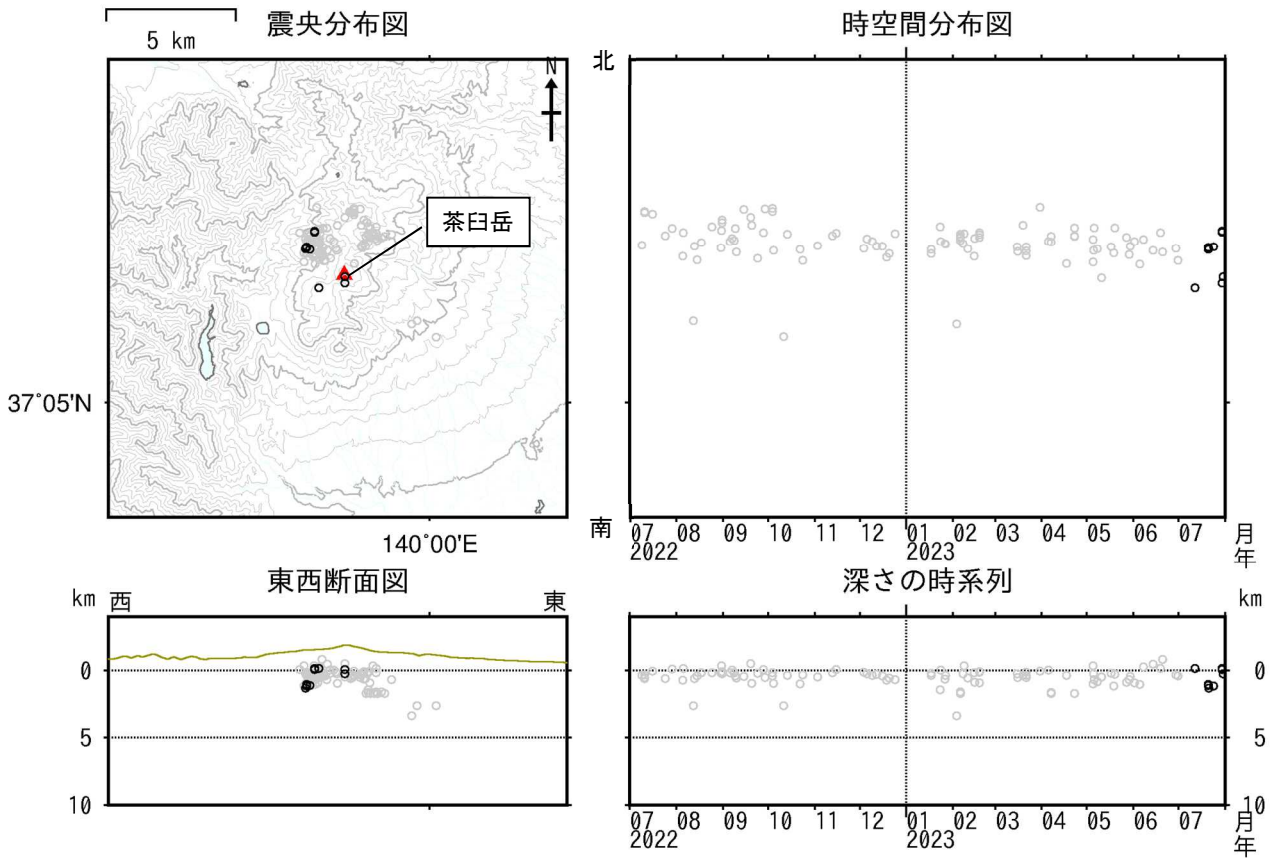 5 km
震央分布図
N
茶臼岳
37°05'N
140°00'E
時空間分布図
北
南
07 08 09 10 11 12 01 02 03 04 05 06 07 月
2022 2023 年
東西断面図
km 西 東
0
5
10
深さの時系列
km
0
5
10
07 08 09 10 11 12 01 02 03 04 05 06 07 月
2022 2023 年